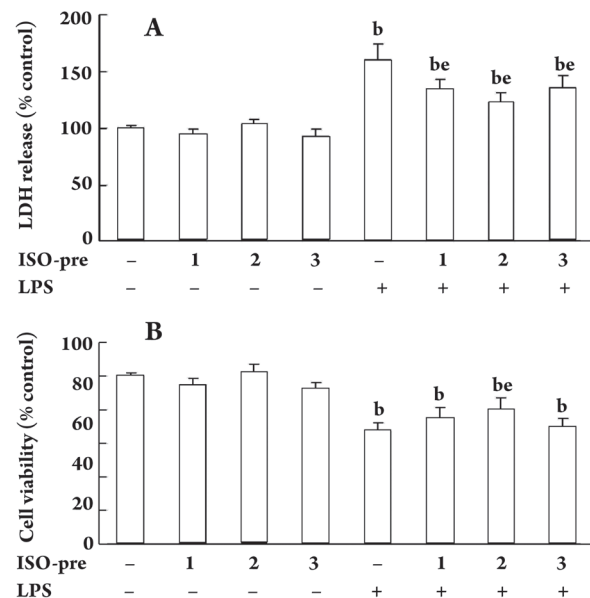 A
LDH release (% control)
200
150
100
50
0
b
be
be
be
ISO-pre – 1 2 3 – 1 2 3
LPS – – – – + + + +
B
Cell viability (% control)
100
80
60
40
20
0
b
b
be
b
ISO-pre – 1 2 3 – 1 2 3
LPS – – – – + + + +